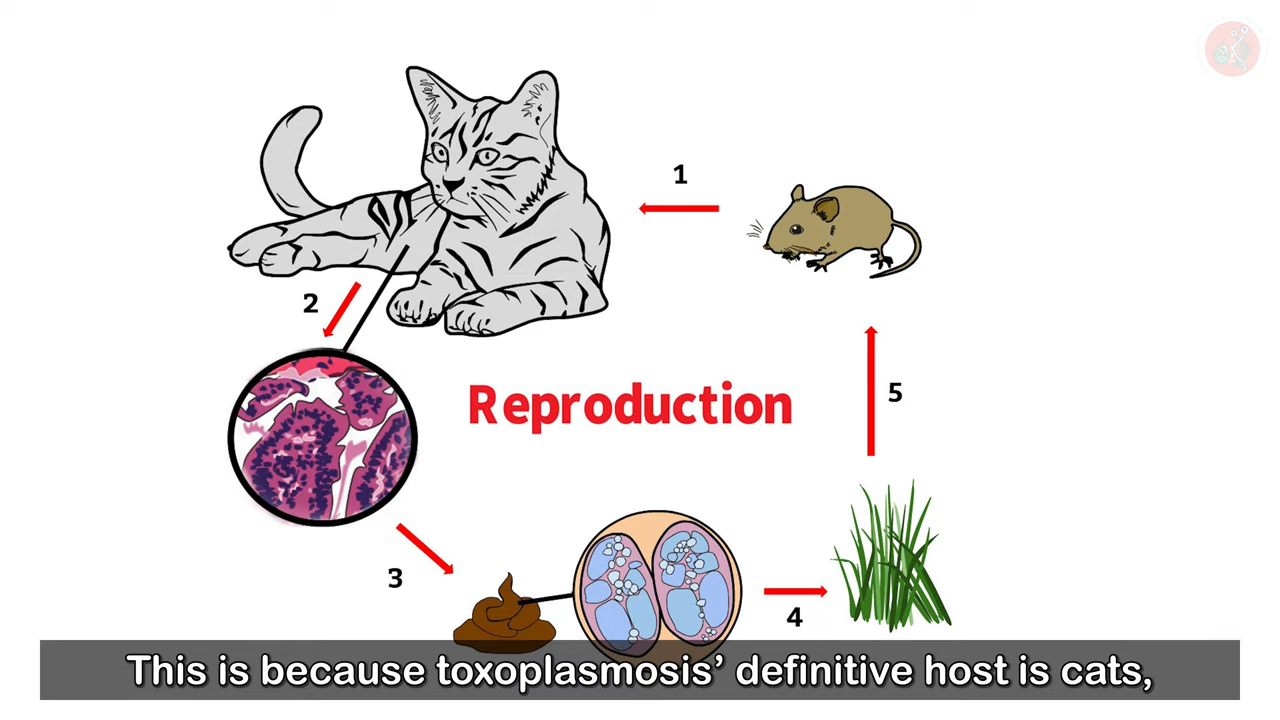 1
2
Reproduction
5
3
4
This is because toxoplasmosis’ definitive host is cats,